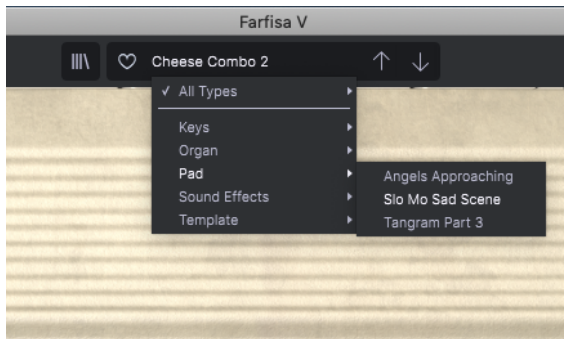 Farfisa V
Cheese Combo 2
✓ All Types
Keys
Organ
Pad
Angels Approaching
Sound Effects
Slo Mo Sad Scene
Template
Tangram Part 3